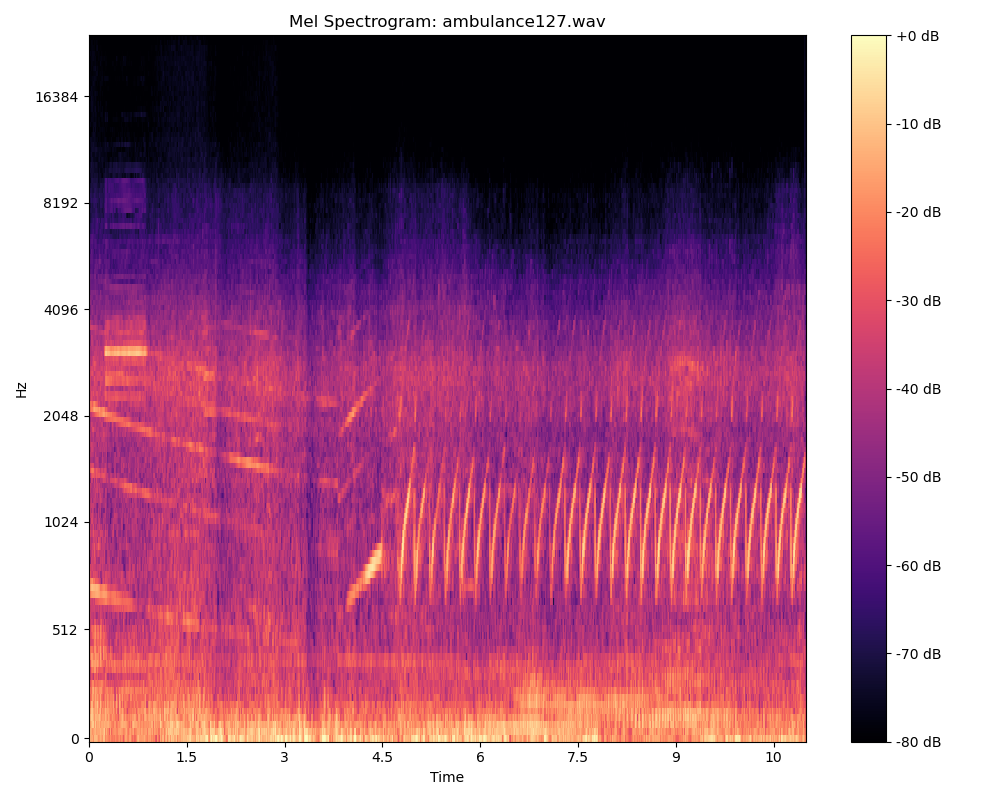 Mel Spectrogram: ambulance127.wav
16384
8192
4096
2048
1024
512
0
Hz
0 1.5 3 4.5 6 7.5 9 10
Time
+0 dB
-10 dB
-20 dB
-30 dB
-40 dB
-50 dB
-60 dB
-70 dB
-80 dB